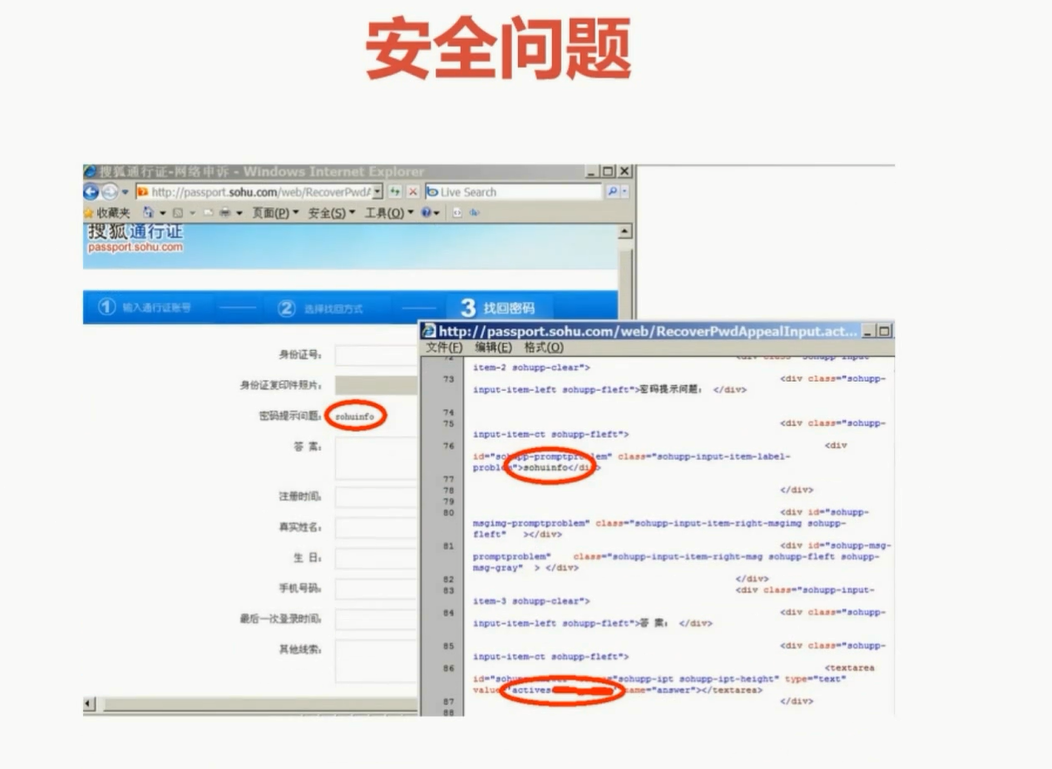 安全问题
搜狐通行证-网络申诉 - Windows Internet Explorer
http://passport.sohu.com/web/RecoverPwdA
Live Search
收藏夹
页面(P)
安全(S)
工具(O)
搜狐通行证
passport.sohu.com
1 输入通行证账号
2 选择找回方式
3 找回密码
身份证号:
身份证复印件照片:
密码提示问题: sohuinfo
答 案:
注册时间:
真实姓名:
生 日:
手机号码:
最后一次登录时间:
其他线索:
http://passport.sohu.com/web/RecoverPwdAppealInput.act...
文件(F) 编辑(E) 格式(O)
item-2 sohupp-clear">
73 <div class="sohupp-
input-item-left sohupp-fleft">密码提示问题: </div>
74
75 <div class="sohupp-
input-item-ct sohupp-fleft">
76 <div
id="sohupp-promptproblem" class="sohupp-input-item-label-
problem">sohuinfo</div>
77
78 </div>
79
80 <div id="sohupp-
msgimg-promptproblem" class="sohupp-input-item-right-msgimg sohupp-
fleft" ></div>
81 <div id="sohupp-msg-
promptproblem" class="sohupp-input-item-right-msg sohupp-fleft sohupp-
msg-gray" > </div>
82 </div>
83 <div class="sohupp-input-
item-3 sohupp-clear">
84 <div class="sohupp-
input-item-left sohupp-fleft">答 案: </div>
85 <div class="sohupp-
input-item-ct sohupp-fleft">
86 <textarea
"sohupp-ipt sohupp-ipt-height" type="text"
value="actives name="answer"></textarea>
87 </div>
88